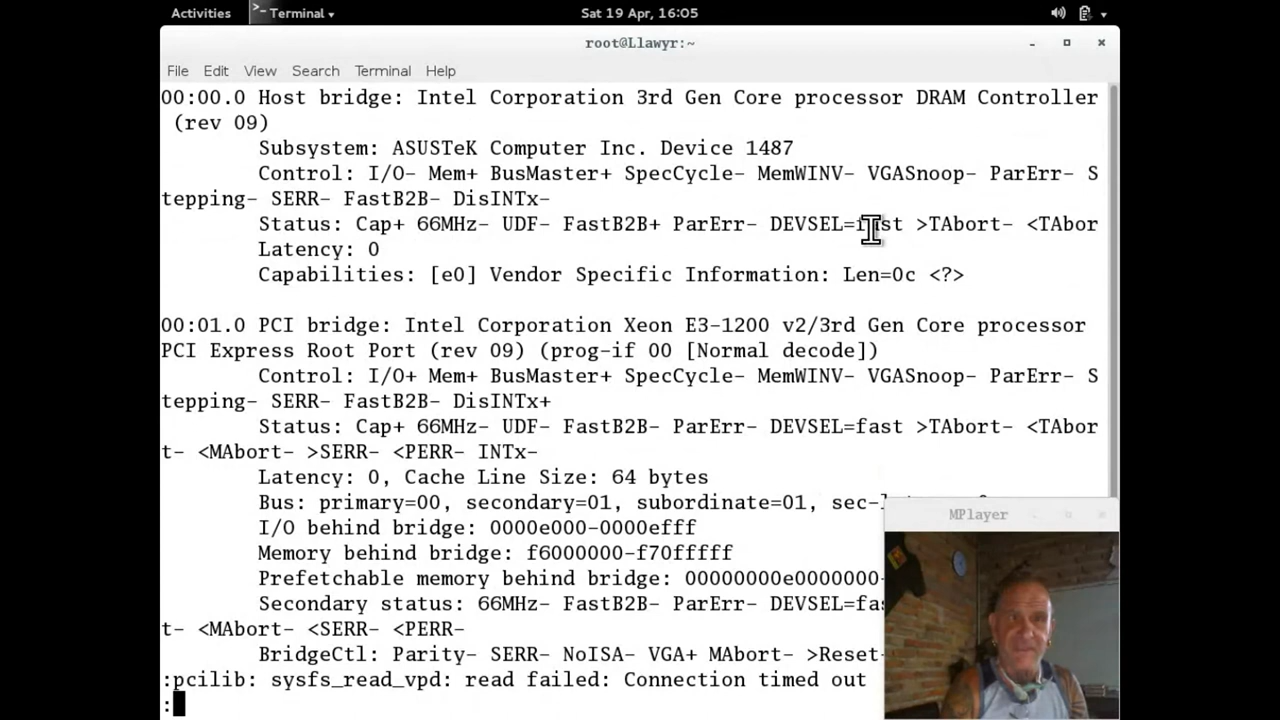 Activities Terminal Sat 19 Apr, 16:05
root@Llawyr:~
File Edit View Search Terminal Help
00:00.0 Host bridge: Intel Corporation 3rd Gen Core processor DRAM Controller
(rev 09)
Subsystem: ASUSTeK Computer Inc. Device 1487
Control: I/O- Mem+ BusMaster+ SpecCycle- MemWINV- VGASnoop- ParErr- S
tepping- SERR- FastB2B- DisINTx-
Status: Cap+ 66MHz- UDF- FastB2B+ ParErr- DEVSEL=fast >TAbort- <TAbor
Latency: 0
Capabilities: [e0] Vendor Specific Information: Len=0c <?>
00:01.0 PCI bridge: Intel Corporation Xeon E3-1200 v2/3rd Gen Core processor
PCI Express Root Port (rev 09) (prog-if 00 [Normal decode])
Control: I/O+ Mem+ BusMaster+ SpecCycle- MemWINV- VGASnoop- ParErr- S
tepping- SERR- FastB2B- DisINTx+
Status: Cap+ 66MHz- UDF- FastB2B- ParErr- DEVSEL=fast >TAbort- <TAbor
t- <MAbort- >SERR- <PERR- INTx-
Latency: 0, Cache Line Size: 64 bytes
Bus: primary=00, secondary=01, subordinate=01,
I/O behind bridge: 0000e000-0000efff
Memory behind bridge: f6000000-f70fffff
Prefetchable memory behind bridge: 00000000e0000000-
Secondary status: 66MHz- FastB2B- ParErr- DEVSEL=fas
t- <MAbort- <SERR- <PERR-
BridgeCtl: Parity- SERR- NoISA- VGA+ MAbort- >Reset-
:pcilib: sysfs_read_vpd: read failed: Connection timed out
:
MPlayer